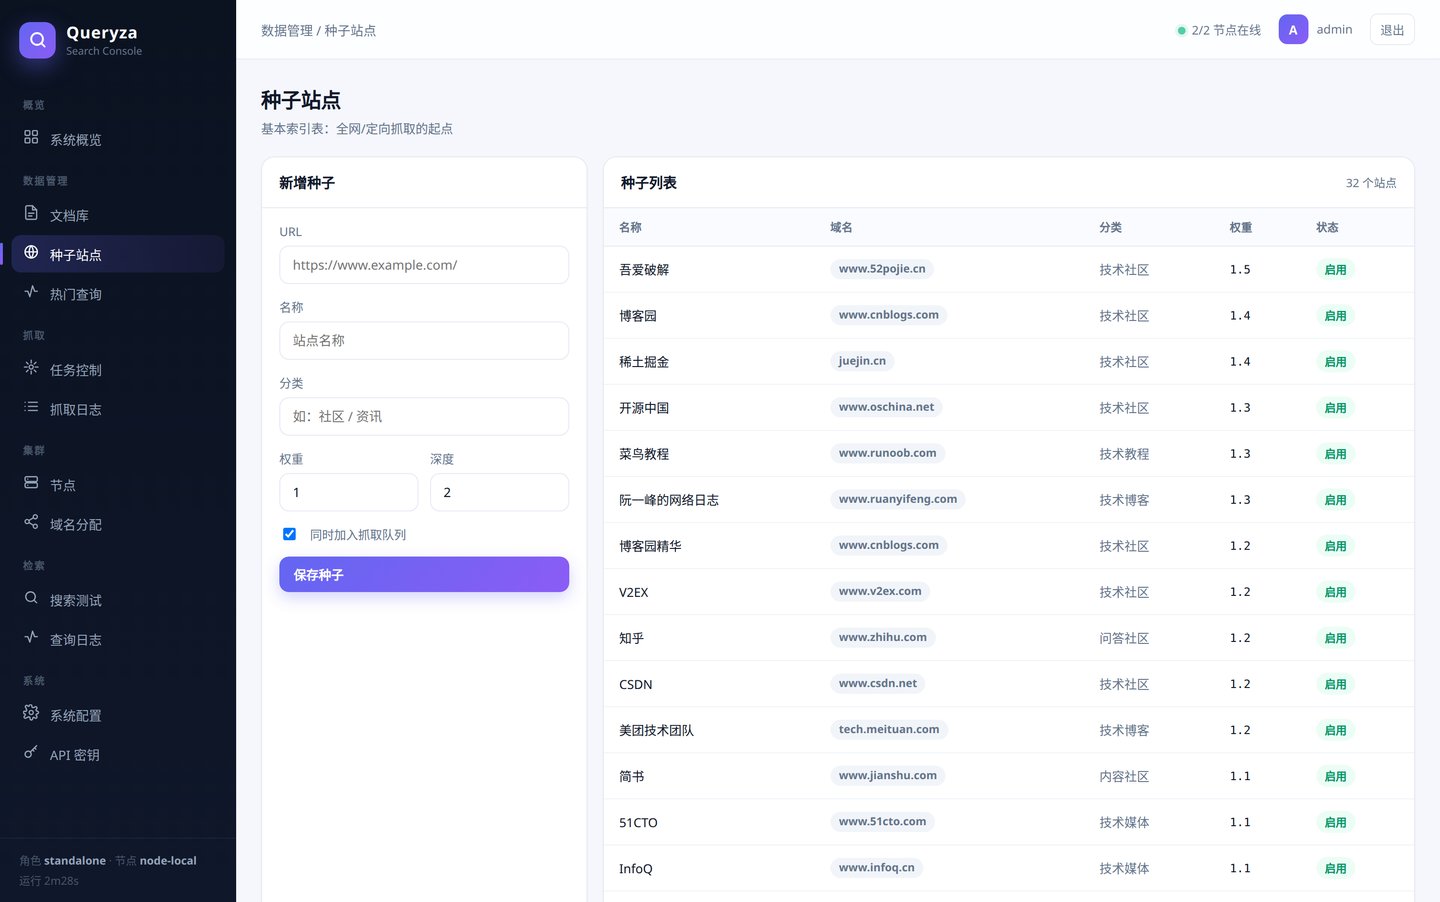 Queryza
Search Console
概览
系统概览
数据管理
文档库
种子站点
热门查询
抓取
任务控制
抓取日志
集群
节点
域名分配
检索
搜索测试
查询日志
系统
系统配置
API 密钥
角色 standalone · 节点 node-local
运行 2m28s
数据管理 / 种子站点
2/2 节点在线
A
admin
退出
种子站点
基本索引表：全网/定向抓取的起点
新增种子
URL
https://www.example.com/
名称
站点名称
分类
如：社区 / 资讯
权重 深度
1 2
同时加入抓取队列
保存种子
种子列表 32 个站点
名称 域名 分类 权重 状态
吾爱破解 www.52pojie.cn 技术社区 1.5 启用
博客园 www.cnblogs.com 技术社区 1.4 启用
稀土掘金 juejin.cn 技术社区 1.4 启用
开源中国 www.oschina.net 技术社区 1.3 启用
菜鸟教程 www.runoob.com 技术教程 1.3 启用
阮一峰的网络日志 www.ruanyifeng.com 技术博客 1.3 启用
博客园精华 www.cnblogs.com 技术社区 1.2 启用
V2EX www.v2ex.com 技术社区 1.2 启用
知乎 www.zhihu.com 问答社区 1.2 启用
CSDN www.csdn.net 技术社区 1.2 启用
美团技术团队 tech.meituan.com 技术博客 1.2 启用
简书 www.jianshu.com 内容社区 1.1 启用
51CTO www.51cto.com 技术媒体 1.1 启用
InfoQ www.infoq.cn 技术媒体 1.1 启用